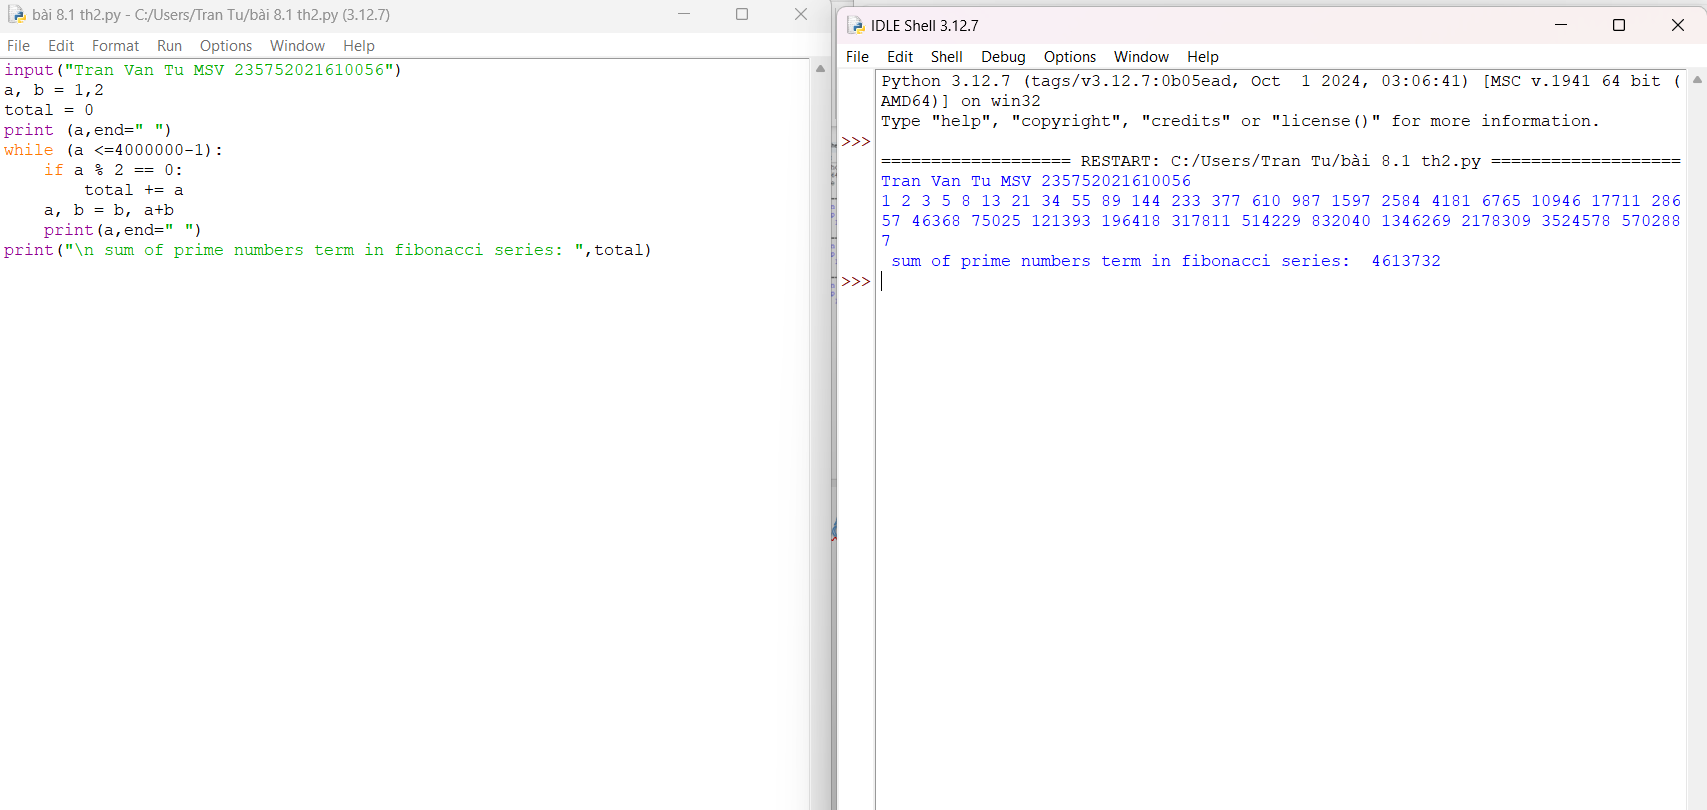 bài 8.1 th2.py - C:/Users/Tran Tu/bài 8.1 th2.py (3.12.7)
File Edit Format Run Options Window Help
input("Tran Van Tu MSV 235752021610056")
a, b = 1,2
total = 0
print (a,end=" ")
while (a <=4000000-1):
    if a % 2 == 0:
        total += a
    a, b = b, a+b
    print(a,end=" ")
print("\n sum of prime numbers term in fibonacci series: ",total)
IDLE Shell 3.12.7
File Edit Shell Debug Options Window Help
Python 3.12.7 (tags/v3.12.7:0b05ead, Oct  1 2024, 03:06:41) [MSC v.1941 64 bit (
AMD64)] on win32
Type "help", "copyright", "credits" or "license()" for more information.
>>>
=================== RESTART: C:/Users/Tran Tu/bài 8.1 th2.py ===================
Tran Van Tu MSV 235752021610056
1 2 3 5 8 13 21 34 55 89 144 233 377 610 987 1597 2584 4181 6765 10946 17711 286
57 46368 75025 121393 196418 317811 514229 832040 1346269 2178309 3524578 570288
7
 sum of prime numbers term in fibonacci series:  4613732
>>>